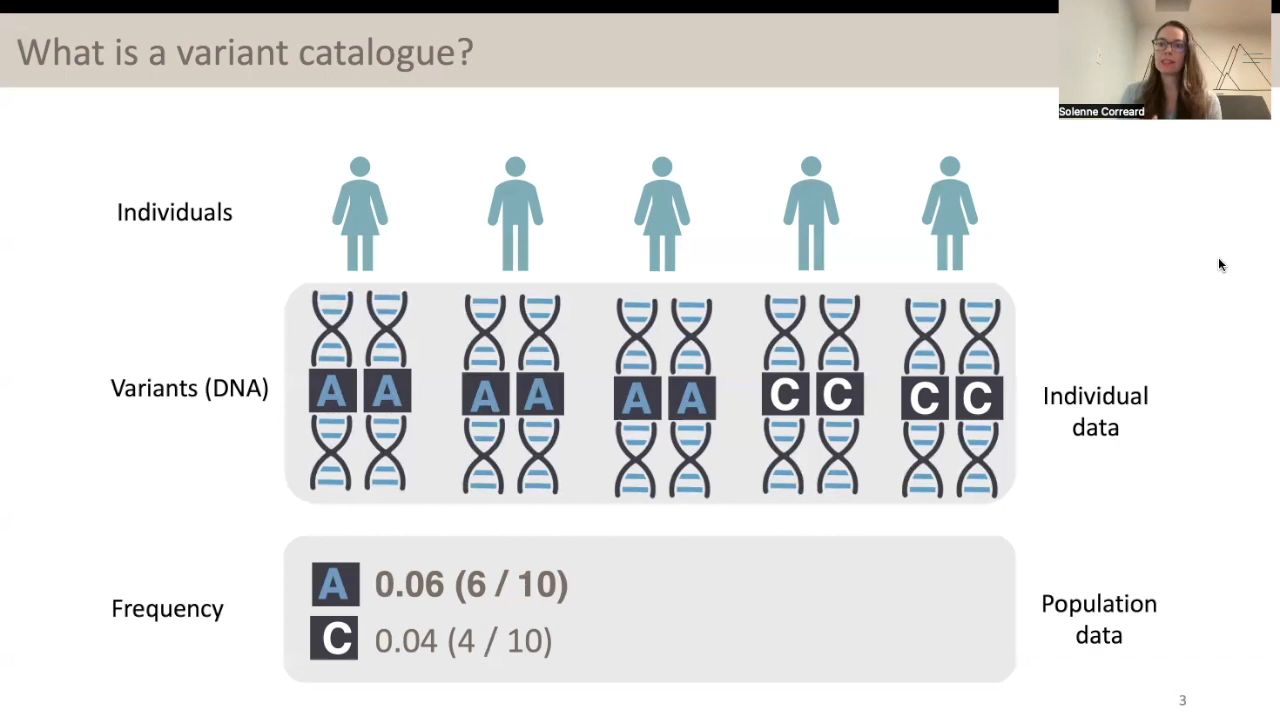 What is a variant catalogue?
Solenne Correard
Individuals
Variants (DNA)
A A A A A A C C C C
Individual
data
Frequency
A 0.06 (6 / 10)
C 0.04 (4 / 10)
Population
data
3